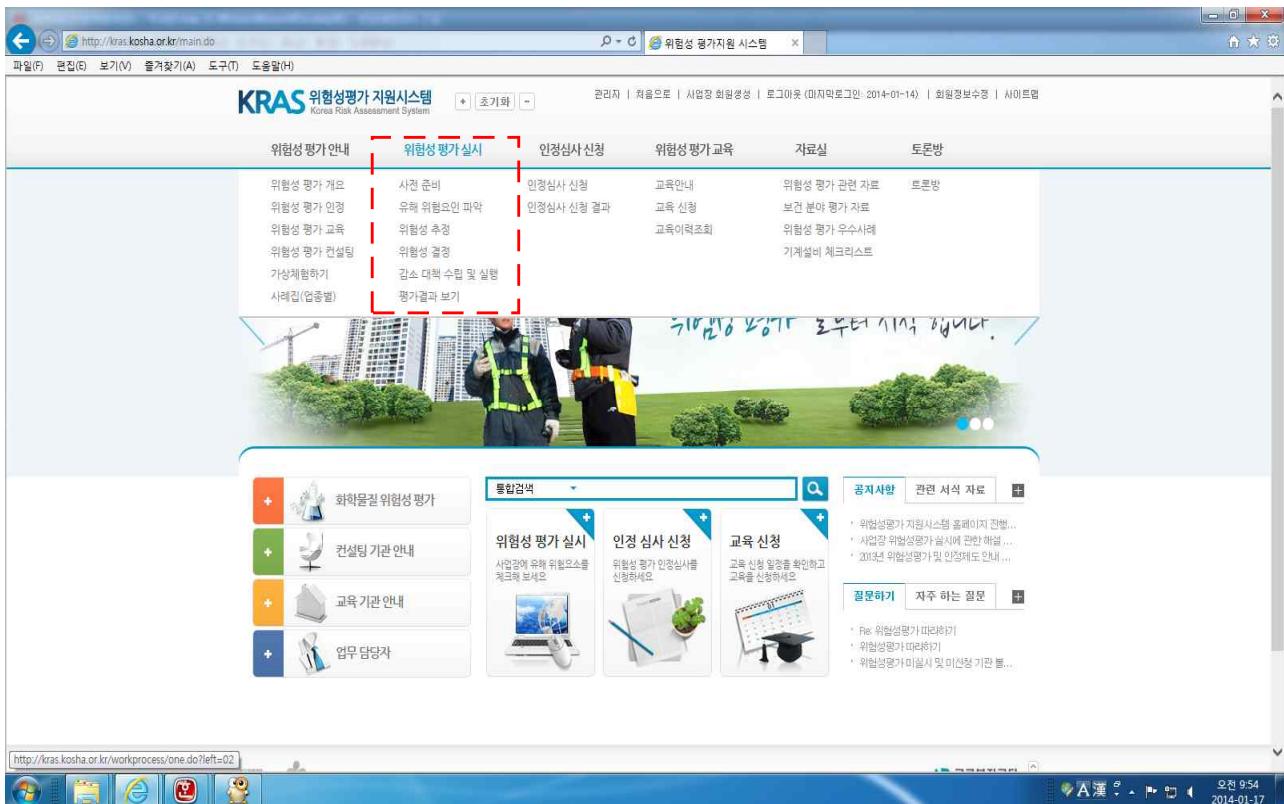 http://kras.kosha.or.kr/main.do
위험성 평가지원 시스템
파일(F) 편집(E) 보기(V) 즐겨찾기(A) 도구(T) 도움말(H)
KRAS 위험성평가 지원시스템
Korea Risk Assessment System
+ 초기화 -
관리자 | 처음으로 | 사업장 회원생성 | 로그아웃 (마지막로그인: 2014-01-14) | 회원정보수정 | 사이트맵
위험성 평가 안내 위험성 평가 실시 인정심사 신청 위험성 평가 교육 자료실 토론방
위험성 평가 개요 사전 준비 인정심사 신청 교육안내 위험성 평가 관련 자료 토론방
위험성 평가 인정 유해 위험요인 파악 인정심사 신청 결과 교육 신청 보건 분야 평가 자료
위험성 평가 교육 위험성 추정 교육이력조회 위험성 평가 우수사례
위험성 평가 컨설팅 위험성 결정 기계설비 체크리스트
가상체험하기 감소 대책 수립 및 실행
사례집(업종별) 평가결과 보기
위험성 평가 로부터 시작 합니다.
화학물질 위험성 평가
컨설팅 기관 안내
교육 기관 안내
업무 담당자
통합검색
위험성 평가 실시
사업장에 유해 위험요소를
체크해 보세요
인정 심사 신청
위험성 평가 인정심사를
신청하세요
교육 신청
교육 신청 일정을 확인하고
교육을 신청하세요
공지사항 관련 서식 자료
위험성평가 지원시스템 홈페이지 진행...
사업장 위험성평가 실시에 관한 해설 ...
2013년 위험성평가 및 인정제도 안내 ...
질문하기 자주 하는 질문
Re: 위험성평가 따라하기
위험성평가 따라하기
위험성평가 미실시 및 미신청 기관 불...
http://kras.kosha.or.kr/workprocess/one.do?left=02
A 漢
오전 9:54
2014-01-17